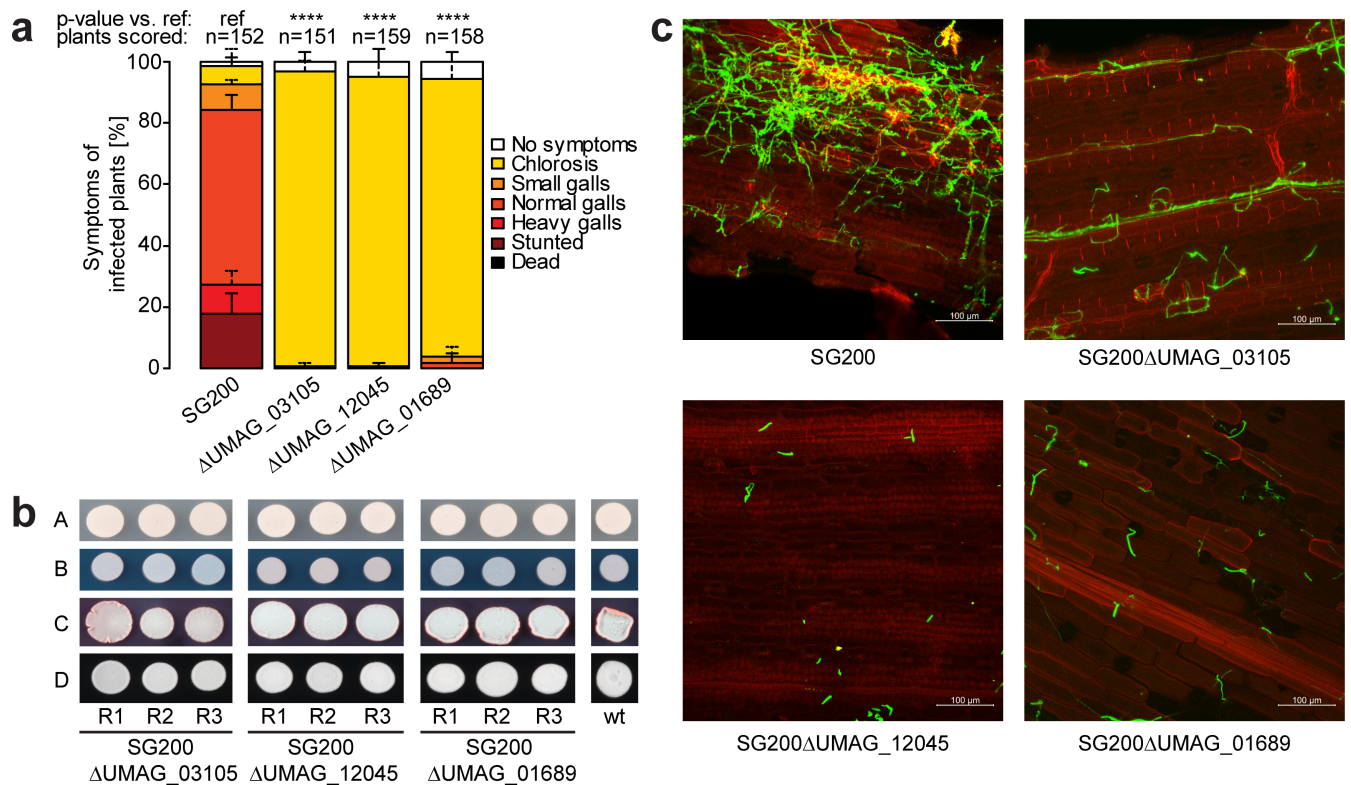 a
p-value vs. ref: ref **** **** ****
plants scored: n=152 n=151 n=159 n=158
Symptoms of
infected plants [%]
100
80
60
40
20
0
No symptoms
Chlorosis
Small galls
Normal galls
Heavy galls
Stunted
Dead
SG200
ΔUMAG_03105
ΔUMAG_12045
ΔUMAG_01689
b
A
B
C
D
R1 R2 R3 R1 R2 R3 R1 R2 R3 wt
SG200 SG200 SG200
ΔUMAG_03105 ΔUMAG_12045 ΔUMAG_01689
c
100 µm
100 µm
SG200 SG200ΔUMAG_03105
100 µm
100 µm
SG200ΔUMAG_12045 SG200ΔUMAG_01689